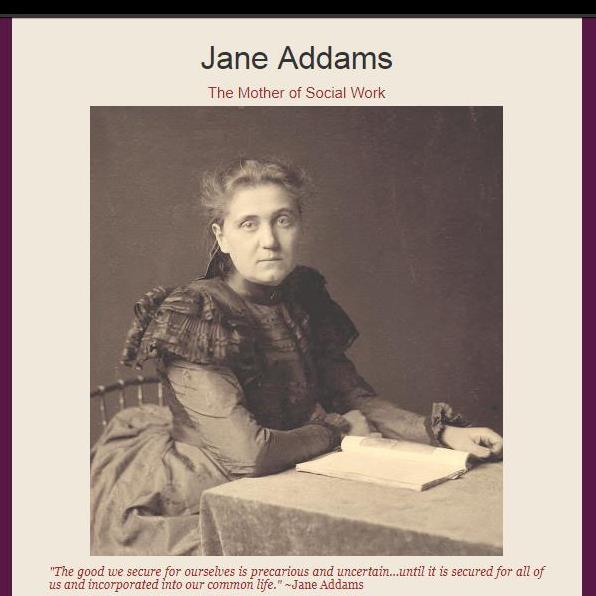 Jane Addams
The Mother of Social Work
"The good we secure for ourselves is precarious and uncertain...until it is secured for all of
us and incorporated into our common life." ~Jane Addams